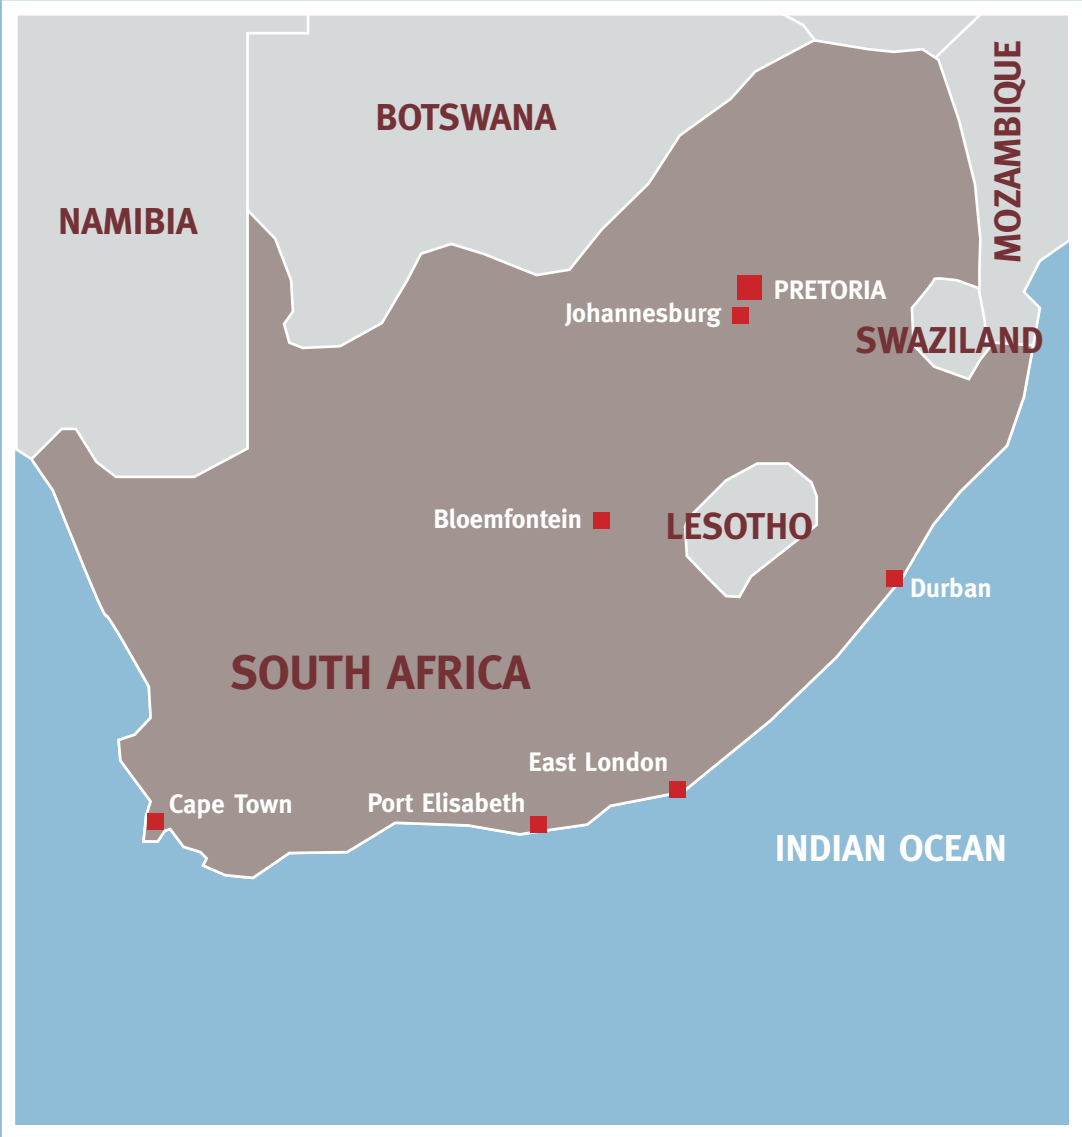 BOTSWANA
MOZAMBIQUE
NAMIBIA
PRETORIA
Johannesburg
SWAZILAND
Bloemfontein
LESOTHO
Durban
SOUTH AFRICA
East London
Cape Town
Port Elisabeth
INDIAN OCEAN